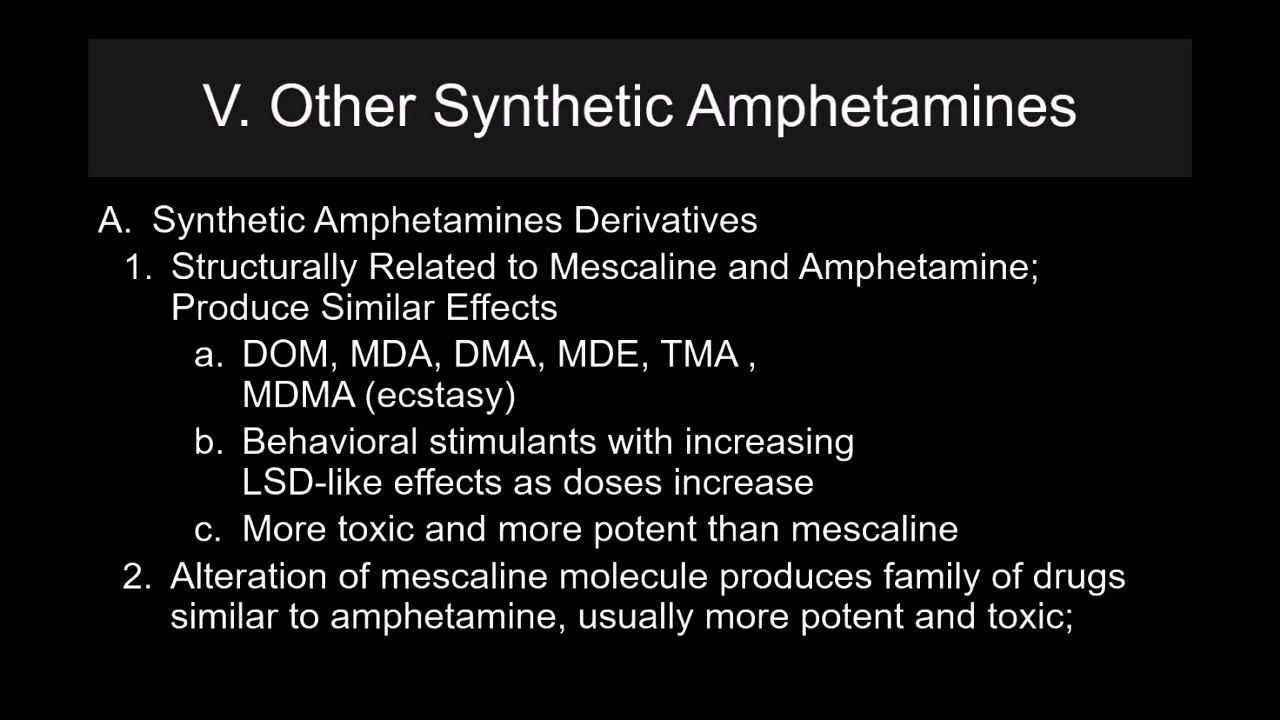 V. Other Synthetic Amphetamines
A. Synthetic Amphetamines Derivatives
1. Structurally Related to Mescaline and Amphetamine;
Produce Similar Effects
a. DOM, MDA, DMA, MDE, TMA ,
MDMA (ecstasy)
b. Behavioral stimulants with increasing
LSD-like effects as doses increase
c. More toxic and more potent than mescaline
2. Alteration of mescaline molecule produces family of drugs
similar to amphetamine, usually more potent and toxic;